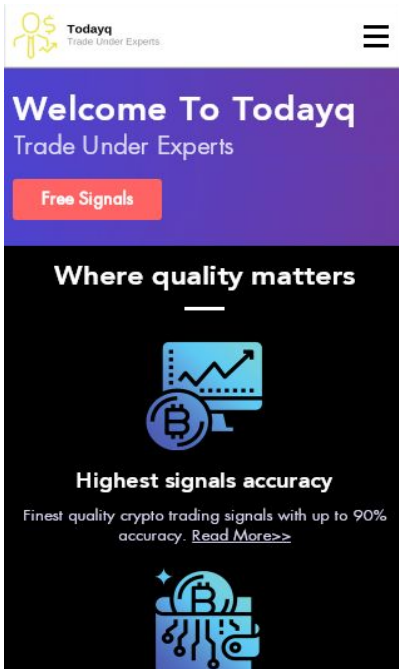 Todayq
Trade Under Experts
Welcome To Todayq
Trade Under Experts
Free Signals
Where quality matters
Highest signals accuracy
Finest quality crypto trading signals with up to 90%
accuracy. Read More>>